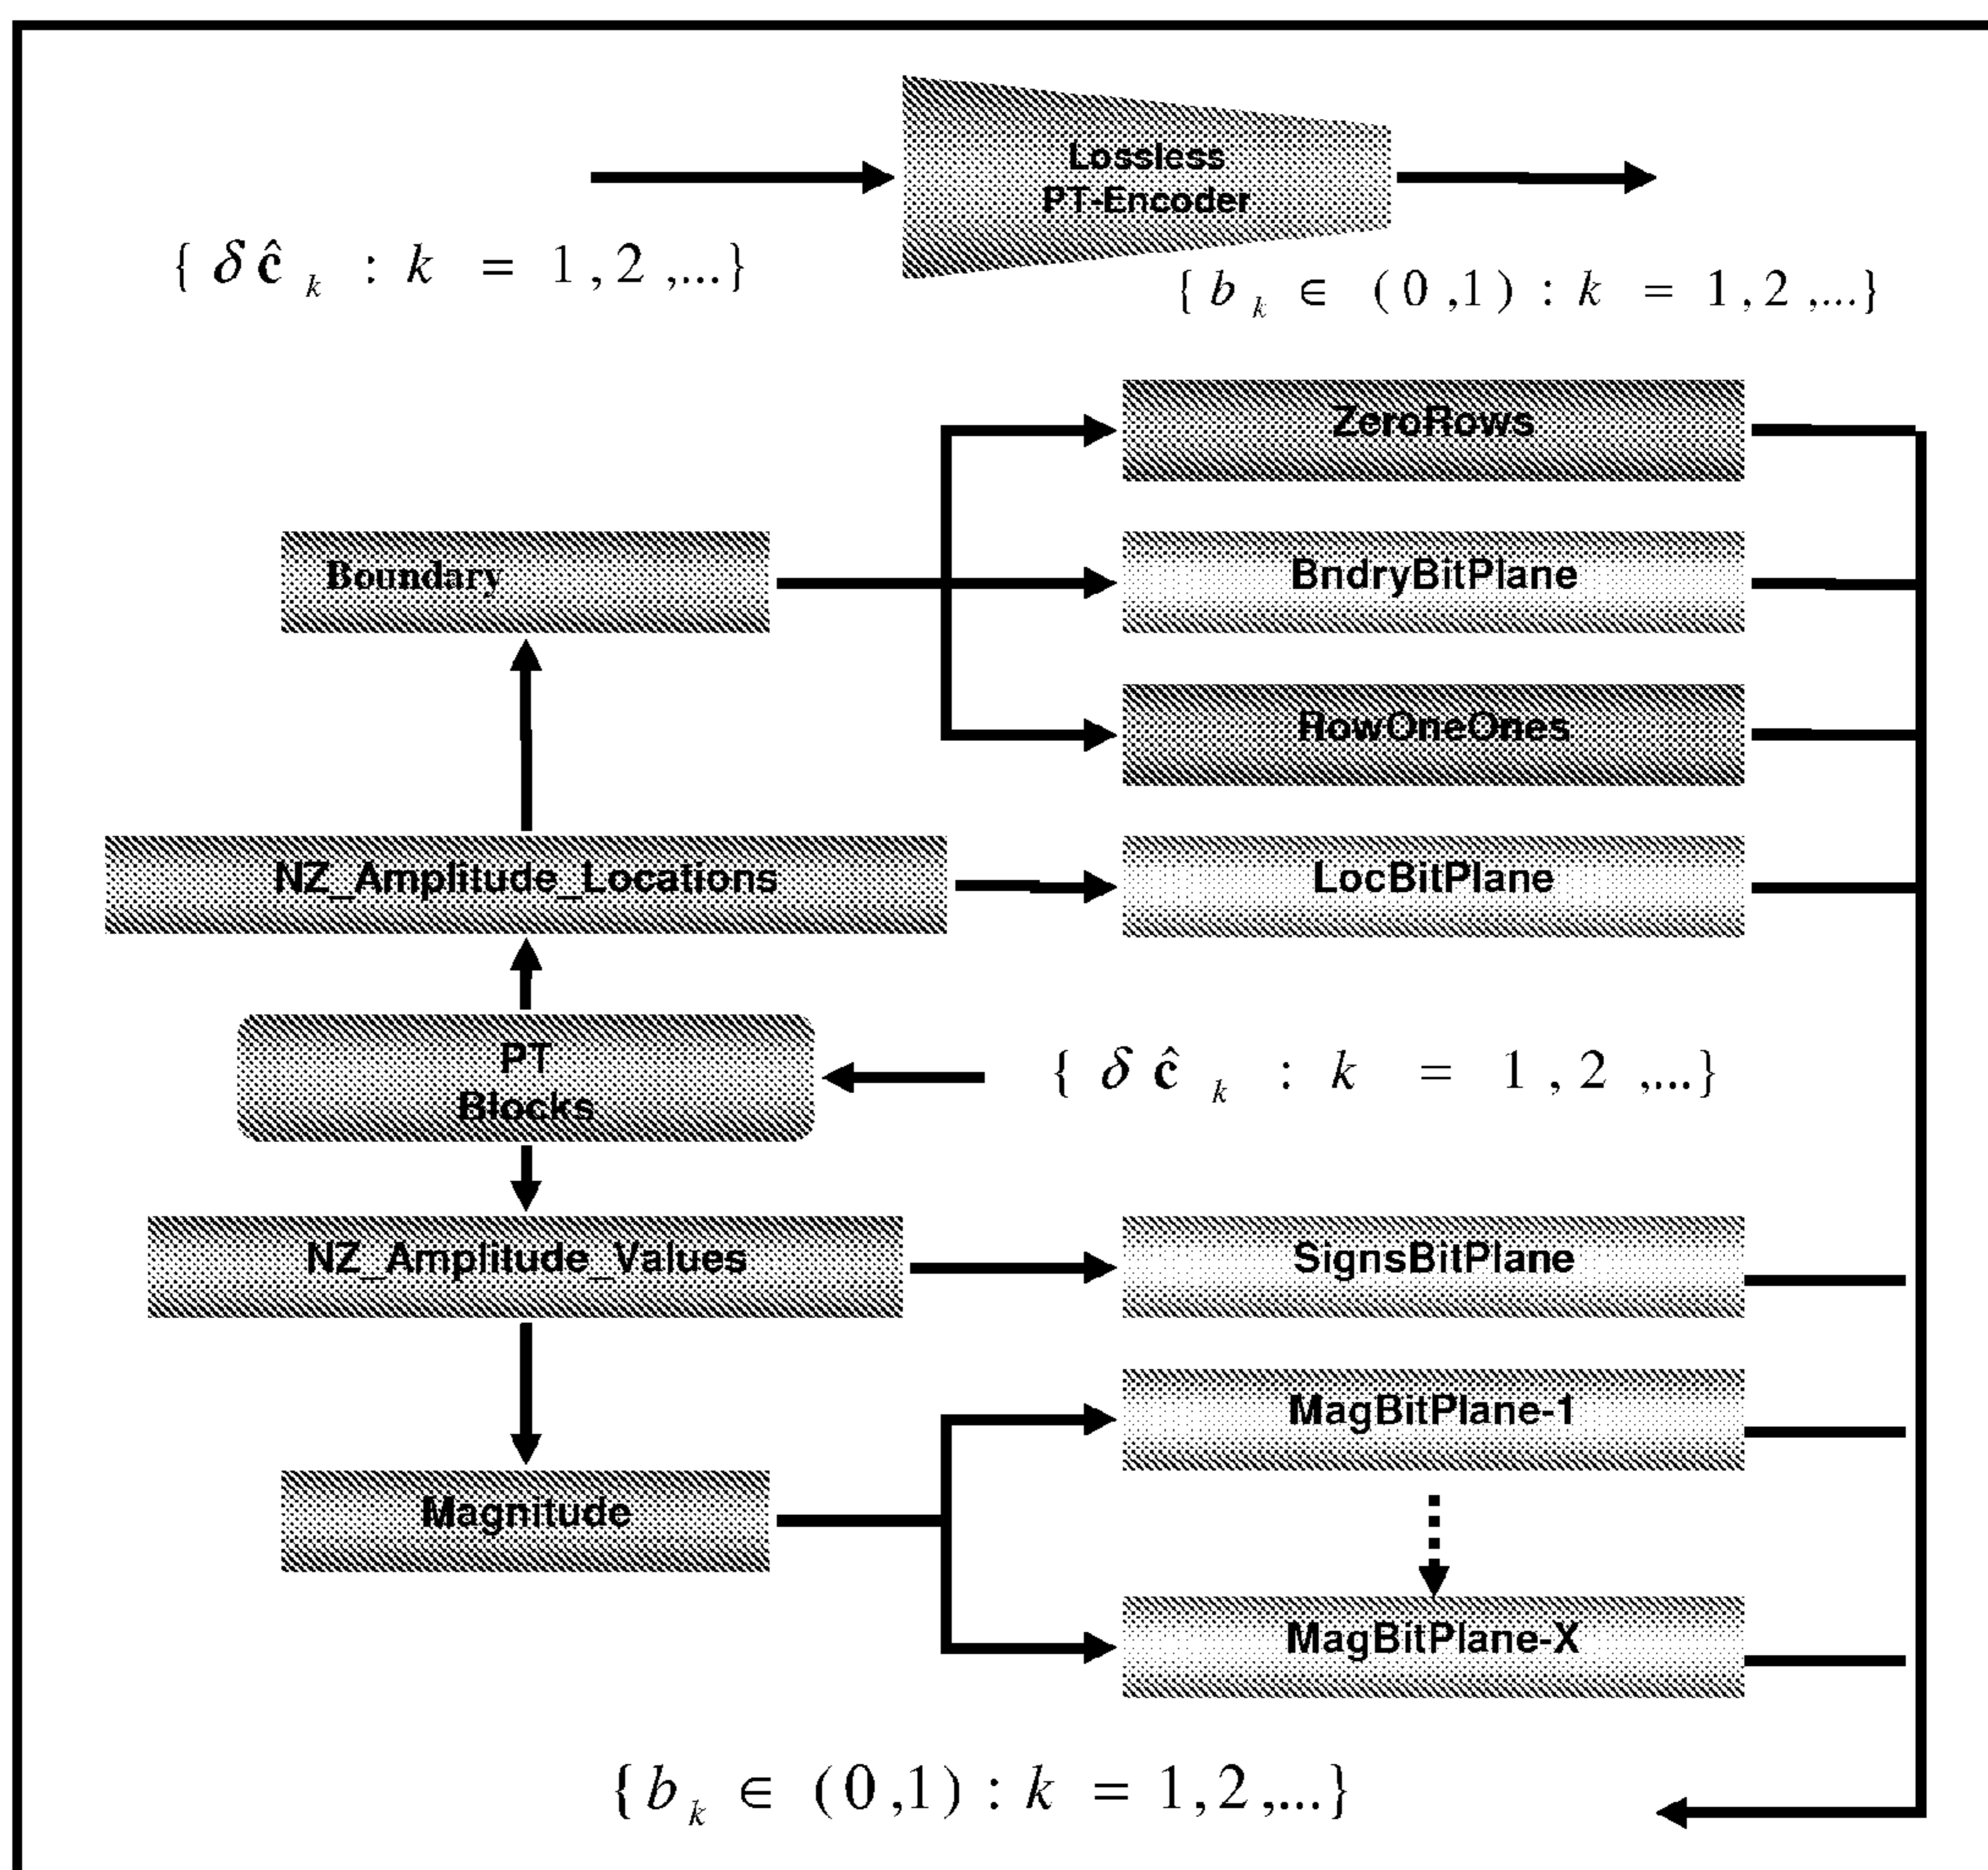 Lossless
PT-Encoder
{ δ ĉ k : k = 1 , 2 ,...}
{ b k ∈ ( 0 ,1 ) : k = 1 , 2 ,...}
ZeroRows
Boundary
BndryBitPlane
RowOneOnes
NZ_Amplitude_Locations
LocBitPlane
PT
Blocks
{ δ ĉ k : k = 1 , 2 ,...}
NZ_Amplitude_Values
SignsBitPlane
MagBitPlane-1
Magnitude
MagBitPlane-X
{ b k ∈ ( 0 ,1 ) : k = 1 , 2 ,...}